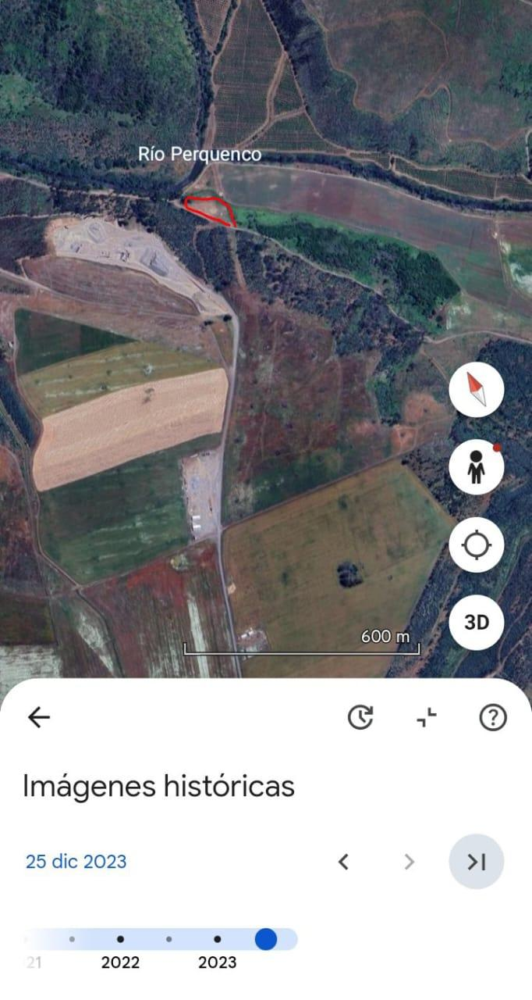 Río Perquenco
3D
600 m
Imágenes históricas
25 dic 2023
21 2022 2023